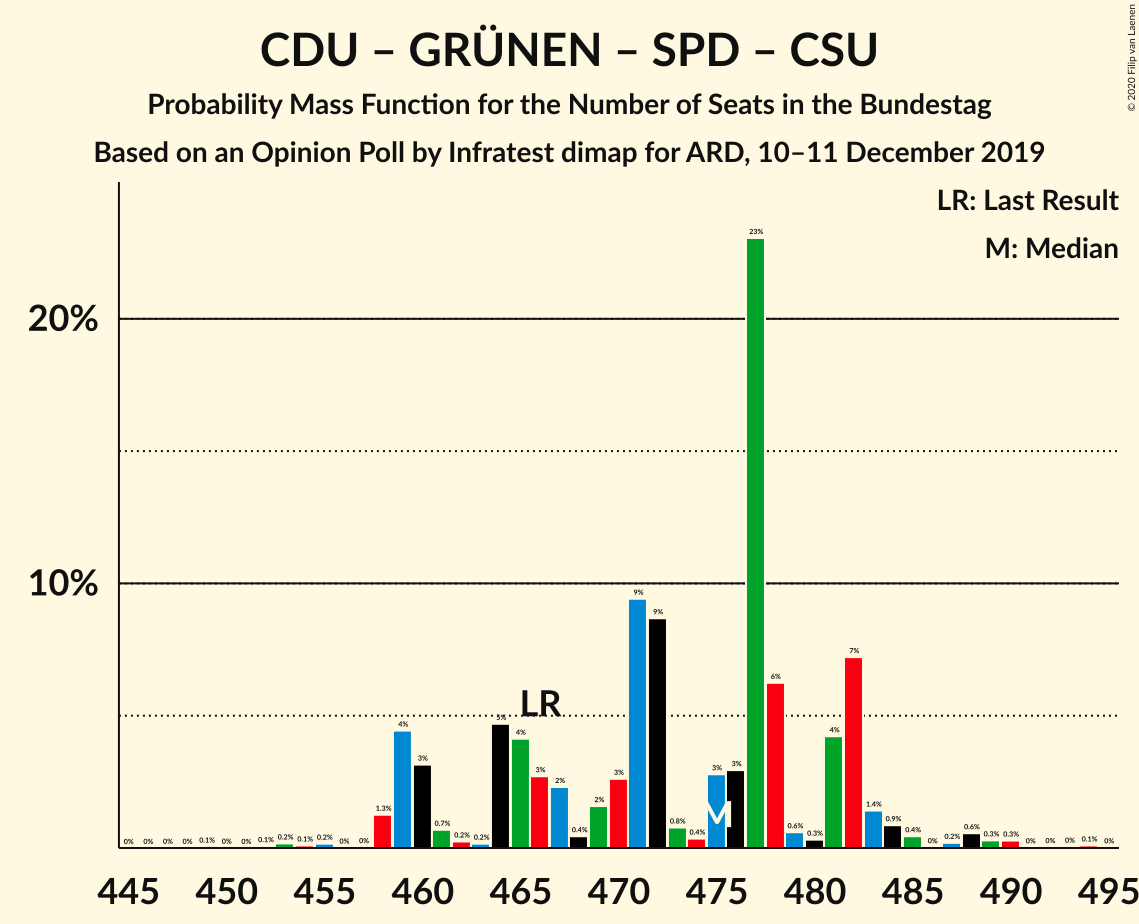 CDU – GRÜNEN – SPD – CSU
Probability Mass Function for the Number of Seats in the Bundestag
Based on an Opinion Poll by Infratest dimap for ARD, 10–11 December 2019
© 2020 Filip van Laenen
LR: Last Result
M: Median
20%
10%
0% 0% 0% 0% 0.1% 0% 0% 0.1% 0.2% 0.1% 0.2% 0% 0% 1.3% 4% 3% 0.7% 0.2% 0.2% 5% 4% 3% 2% 0.4% 2% 3% 9% 9% 0.8% 0.4% 3% 3% 23% 6% 0.6% 0.3% 4% 7% 1.4% 0.9% 0.4% 0% 0.2% 0.6% 0.3% 0.3% 0% 0% 0% 0.1% 0%
LR
M
445 450 455 460 465 470 475 480 485 490 495